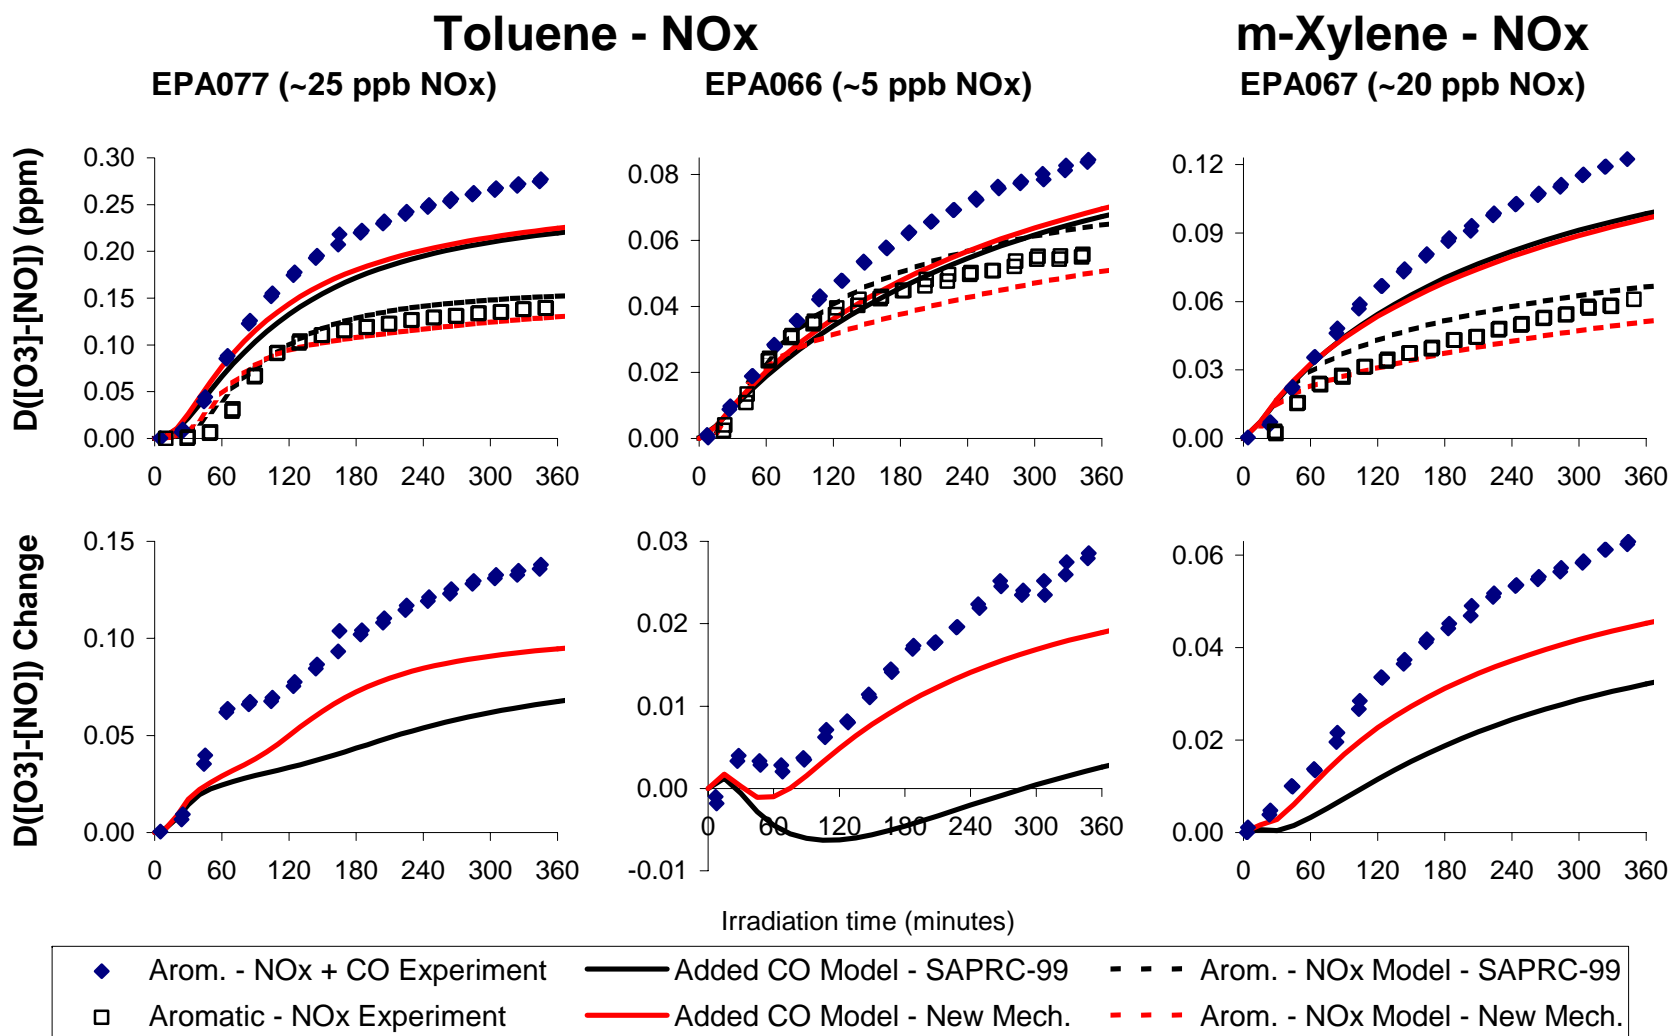 Toluene - NOx
m-Xylene - NOx
EPA077 (~25 ppb NOx)
EPA066 (~5 ppb NOx)
EPA067 (~20 ppb NOx)
D([O3]-[NO]) (ppm)
0.30
0.25
0.20
0.15
0.10
0.05
0.00
0 60 120 180 240 300 360
0.08
0.06
0.04
0.02
0.00
0 60 120 180 240 300 360
0.12
0.09
0.06
0.03
0.00
0 60 120 180 240 300 360
D([O3]-[NO]) Change
0.15
0.10
0.05
0.00
0 60 120 180 240 300 360
0.03
0.02
0.01
0.00
-0.01
0 60 120 180 240 300 360
0.06
0.04
0.02
0.00
0 60 120 180 240 300 360
Irradiation time (minutes)
Arom. - NOx + CO Experiment
Added CO Model - SAPRC-99
Arom. - NOx Model - SAPRC-99
Aromatic - NOx Experiment
Added CO Model - New Mech.
Arom. - NOx Model - New Mech.